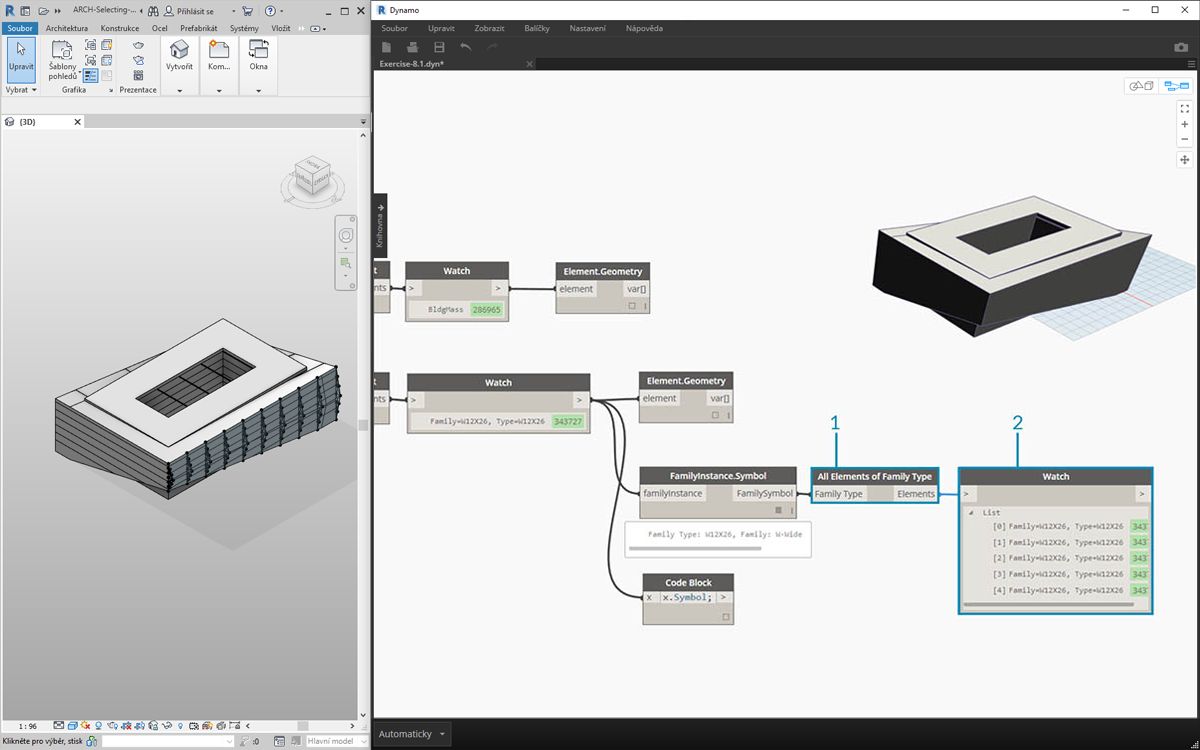 ARCH-Selecting-...
Přihlásit se
Soubor Architektura Konstrukce Ocel Prefabrikát Systémy Vložit
Upravit
Šablony
pohledů
Vytvořit
Kom...
Okna
Vybrat Grafika Prezentace
{3D}
1 : 96
Klikněte pro výběr, stisk
:0
Hlavní model
Dynamo
Soubor Upravit Zobrazit Balíčky Nastavení Nápověda
Exercise-8.1.dyn*
Knihovna
t
nts
Watch
> >
BldgMass 286965
Element.Geometry
element var[]
t
nts
Watch
> >
Family=W12X26, Type=W12X26 343727
Element.Geometry
element var[]
1
2
FamilyInstance.Symbol
familyInstance FamilySymbol
Family Type: W12X26, Family: W-Wide
All Elements of Family Type
Family Type Elements
Watch
> >
List
[0] Family=W12X26, Type=W12X26 343
[1] Family=W12X26, Type=W12X26 343
[2] Family=W12X26, Type=W12X26 343
[3] Family=W12X26, Type=W12X26 343
[4] Family=W12X26, Type=W12X26 343
Code Block
x x.Symbol; >
Automaticky